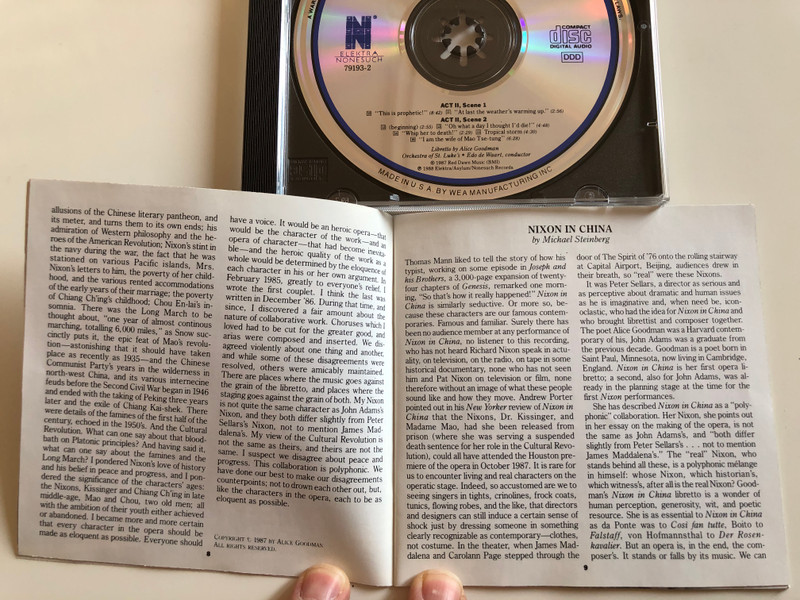 ELEKTRA
NONESUCH
79193-2
COMPACT
disc
DIGITAL AUDIO
DDD
ACT II, Scene 1
"This is prophetic!" (8:42) "At last the weather's warming up." (2:36)
ACT II, Scene 2
(beginning) (2:33) "Oh what a day I thought I'd die!"
"Whip her to death!" Tropical storm
"I am the wife of Mao Tse-tung"
Libretto by Alice Goodman
Orchestra of St. Luke's • Edo de Waart, conductor
℗ 1987 Red Dawn Music (BMI)
℗ 1988 Elektra/Asylum/Nonesuch Records
MADE IN U S A BY WEA MANUFACTURING INC
allusions of the Chinese literary pantheon, and
its meter, and turns them to its own ends; his
admiration of Western philosophy and the he-
roes of the American Revolution; Nixon's stint in
the navy during the war, the fact that he was
stationed on various Pacific islands, Mrs.
Nixon's letters to him, the poverty of her child-
hood, and the various rented accommodations
of the early years of their marriage; the poverty
of Chiang Ch'ing's childhood; Chou En-lai's in-
somnia. There was the Long March to be
thought about, "one year of almost continous
marching, totalling 6,000 miles," as Snow suc-
cinctly puts it, the epic feat of Mao's revolu-
tion—astonishing that it should have taken
place as recently as 1935—and the Chinese
Communist Party's years in the wilderness in
north-west China, and its various internecine
feuds before the Second Civil War began in 1946
and ended with the taking of Peking three years
later and the exile of Chiang Kai-shek. There
were details of the famines of the first half of the
century, echoed in the 1950's. And the Cultural
Revolution. What can one say about that blood-
bath on Platonic principles? And having said it,
what can one say about the famines and the
Long March? I pondered Nixon's love of history
and his belief in peace and progress, and I pon-
dered the significance of the characters' ages:
the Nixons, Kissinger and Chiang Ch'ing in late
middle-age, Mao and Chou, two old men; all
with the ambition of their youth either achieved
or abandoned. I became more and more certain
that every character in the opera should be
made as eloquent as possible. Everyone should
have a voice. It would be an heroic opera—that
would be the character of the work—and an
opera of character—that had become inevita-
ble—and the heroic quality of the work as a
whole would be determined by the eloquence of
each character in his or her own argument. In
February 1985, greatly to everyone's relief, I
wrote the first couplet. I think the last was
written in December '86. During that time, and
since, I discovered a fair amount about the
nature of collaborative work. Choruses which I
loved had to be cut for the greater good, and
arias were composed and inserted. We dis-
agreed violently about one thing and another,
and while some of these disagreements were
resolved, others were amicably maintained.
There are places where the music goes against
the grain of the libretto, and places where the
staging goes against the grain of both. My Nixon
is not quite the same character as John Adams's
Nixon, and they both differ slightly from Peter
Sellars's Nixon, not to mention James Mad-
dalena's. My view of the Cultural Revolution is
not the same as theirs, and theirs are not the
same. I suspect we disagree about peace and
progress. This collaboration is polyphonic. We
have done our best to make our disagreements
counterpoints; not to drown each other out, but,
like the characters in the opera, each to be as
eloquent as possible.
COPYRIGHT © 1987 BY ALICE GOODMAN
ALL RIGHTS RESERVED.
8
NIXON IN CHINA
by Michael Steinberg
Thomas Mann liked to tell the story of how his
typist, working on some episode in Joseph and
his Brothers, a 3,000-page expansion of twenty-
four chapters of Genesis, remarked one morn-
ing, "So that's how it really happened!" Nixon in
China is similarly seductive. Or more so, be-
cause these characters are our famous contem-
poraries. Famous and familiar. Surely there has
been no audience member at any performance of
Nixon in China, no listener to this recording,
who has not heard Richard Nixon speak in actu-
ality, on television, on the radio, on tape in some
historical documentary, none who has not seen
him and Pat Nixon on television or film, none
therefore without an image of what these people
sound like and how they move. Andrew Porter
pointed out in his New Yorker review of Nixon in
China that the Nixons, Dr. Kissinger, and
Madame Mao, had she been released from
prison (where she was serving a suspended
death sentence for her role in the Cultural Revo-
lution), could all have attended the Houston pre-
miere of the opera in October 1987. It is rare for
us to encounter living and real characters on the
operatic stage. Indeed, so accustomed are we to
seeing singers in tights, crinolines, frock coats,
tunics, flowing robes, and the like, that directors
and designers can still induce a certain sense of
shock just by dressing someone in something
clearly recognizable as contemporary—clothes,
not costume. In the theater, when James Mad-
dalena and Carolann Page stepped through the
door of The Spirit of '76 onto the rolling stairway
at Capital Airport, Beijing, audiences drew in
their breath, so "real" were these Nixons.
It was Peter Sellars, a director as serious and
as perceptive about dramatic and human issues
as he is imaginative and, when need be, icon-
oclastic, who had the idea for Nixon in China and
who brought librettist and composer together.
The poet Alice Goodman was a Harvard contem-
porary of his, John Adams was a graduate from
the previous decade. Goodman is a poet born in
Saint Paul, Minnesota, now living in Cambridge,
England. Nixon in China is her first opera li-
bretto; a second, also for John Adams, was al-
ready in the planning stage at the time for the
first Nixon performances.
She has described Nixon in China as a "poly-
phonic" collaboration. Her Nixon, she points out
in her essay on the making of the opera, is not
the same as John Adams's, and "both differ
slightly from Peter Sellars's . . . not to mention
James Maddalena's." The "real" Nixon, who
stands behind all these, is a polyphonic mélange
in himself: whose Nixon, which historian's,
which witness's, after all is the real Nixon? Good-
man's Nixon in China libretto is a wonder of
human perception, generosity, wit, and poetic
resource. She is as essential to Nixon in China
as da Ponte was to Cosi fan tutte, Boito to
Falstaff, von Hofmannsthal to Der Rosen-
kavalier. But an opera is, in the end, the com-
poser's. It stands or falls by its music. We can
9